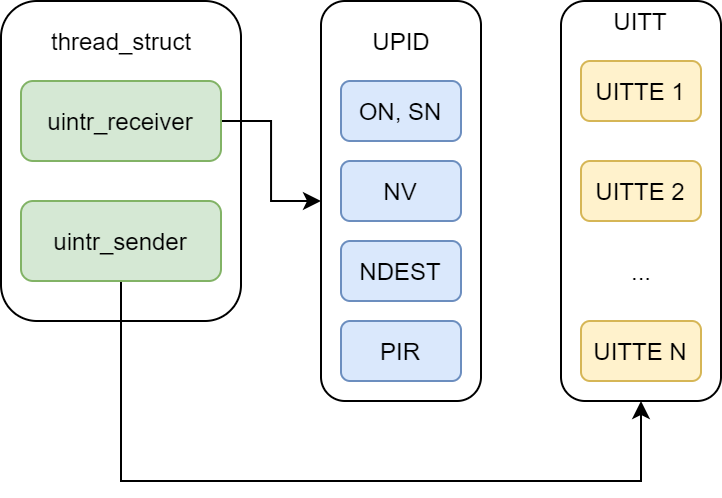 thread_struct
uintr_receiver
uintr_sender
UPID
ON, SN
NV
NDEST
PIR
UITT
UITTE 1
UITTE 2
...
UITTE N